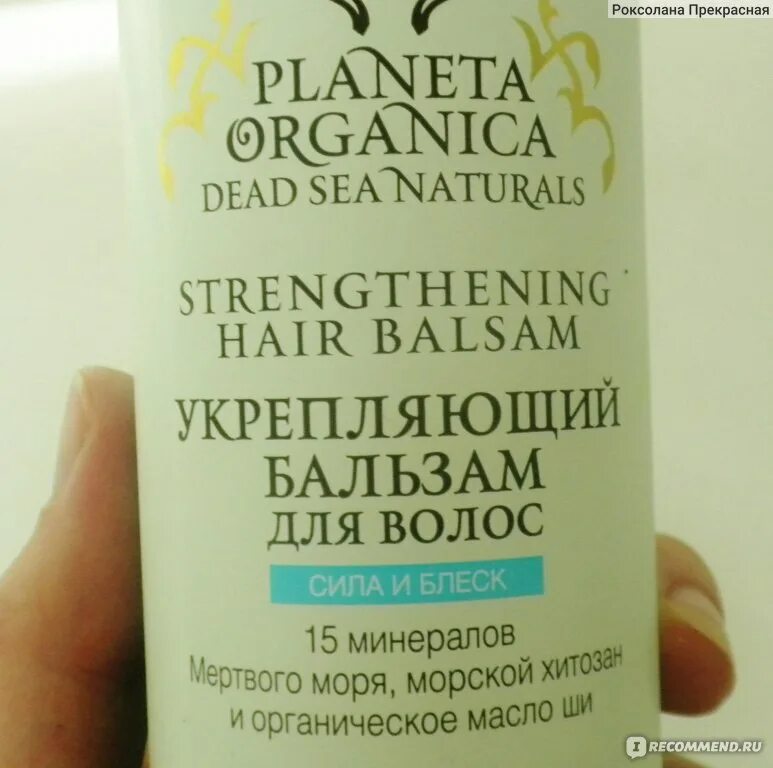 Роксолана Прекрасная
PLANETA
ORGANICA
DEAD SEA NATURALS
STRENGTHENING
HAIR BALSAM
УКРЕПЛЯЮЩИЙ
БАЛЬЗАМ
ДЛЯ ВОЛОС
СИЛА И БЛЕСК
15 минералов
Мертвого моря, морской хитозан
и органическое масло ши
IRECOMMEND.RU